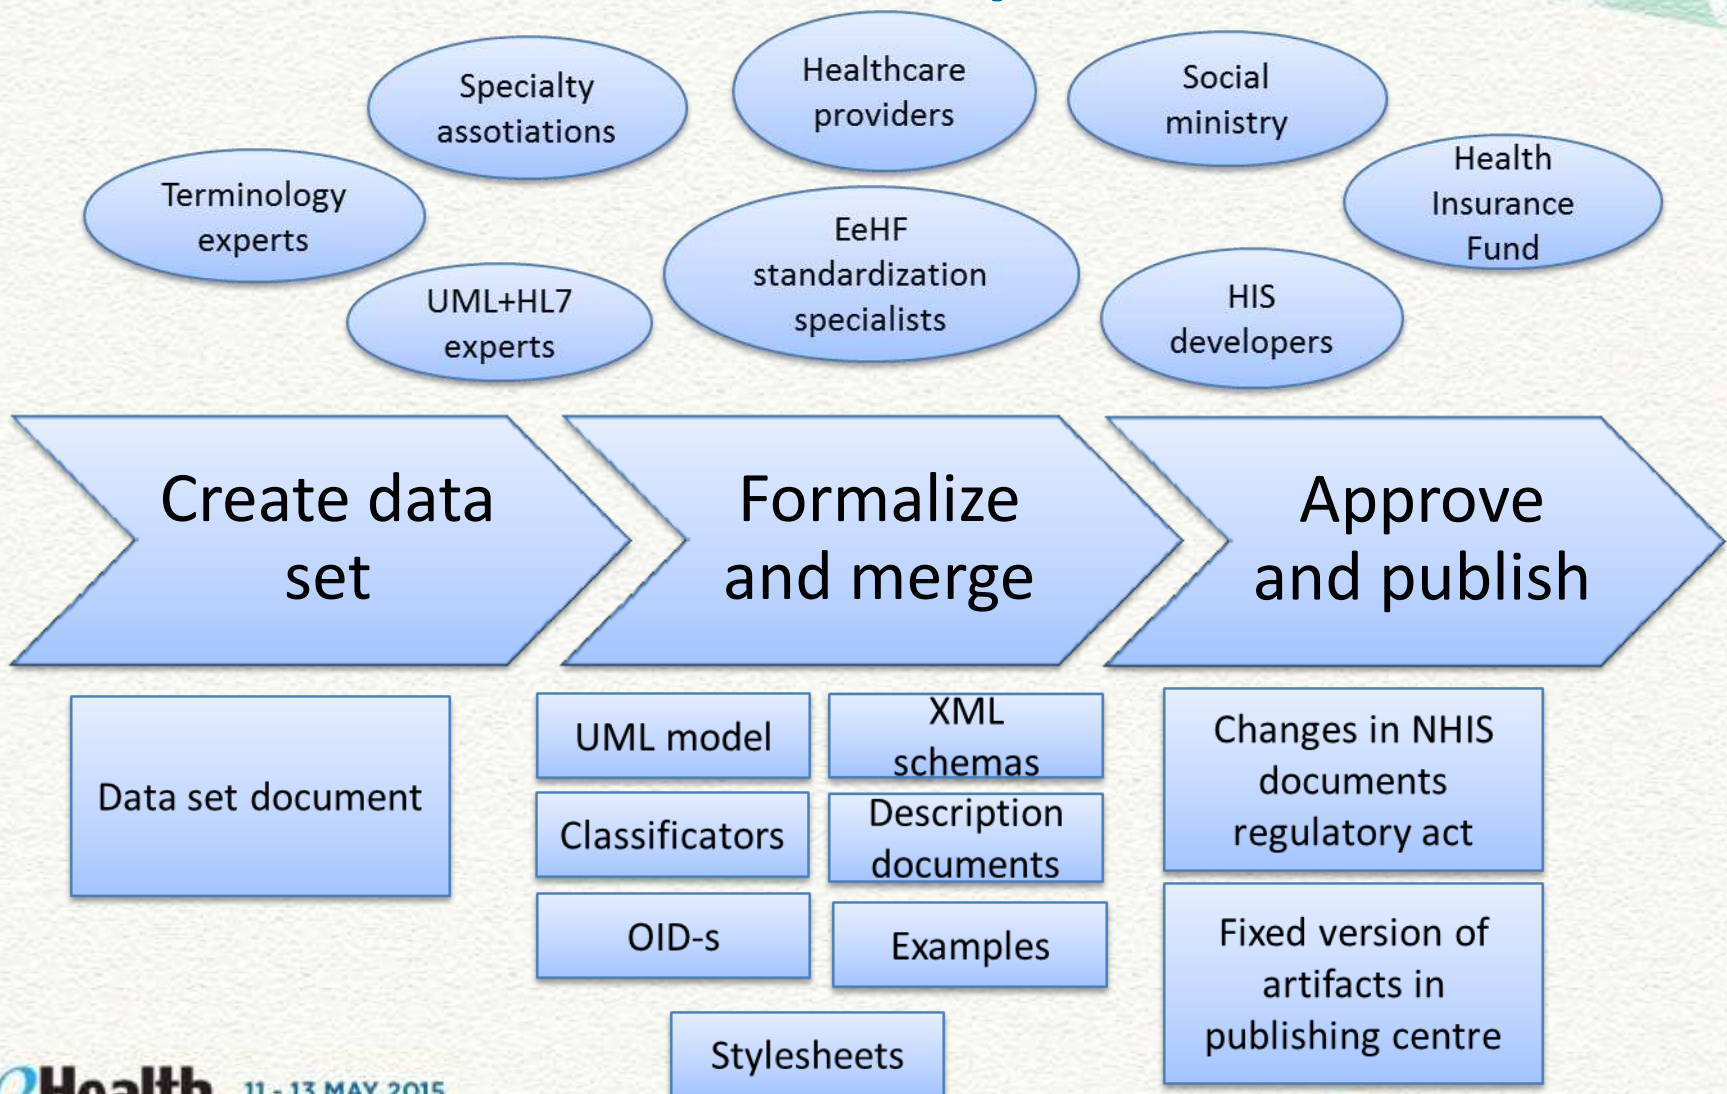 Healthcare
providers
Specialty
assotiations
Social
ministry
Health
Insurance
Fund
Terminology
experts
EeHF
standardization
specialists
UML+HL7
experts
HIS
developers
Create data
set
Formalize
and merge
Approve
and publish
Data set document
UML model
XML
schemas
Classificators
Description
documents
OID-s
Examples
Stylesheets
Changes in NHIS
documents
regulatory act
Fixed version of
artifacts in
publishing centre
eHealth 11 - 13 MAY 2015